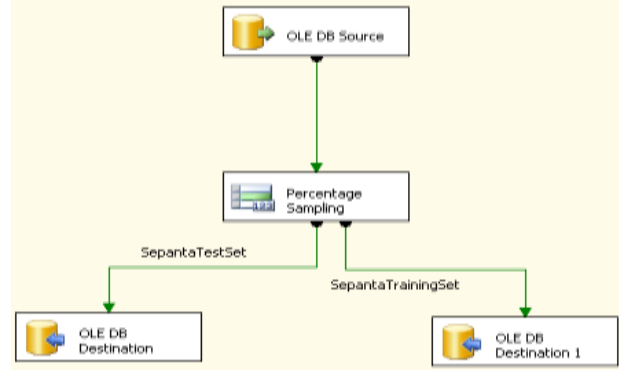 OLE DB Source
Percentage
Sampling
SepantaTestSet
SepantaTrainingSet
OLE DB
Destination
OLE DB
Destination 1